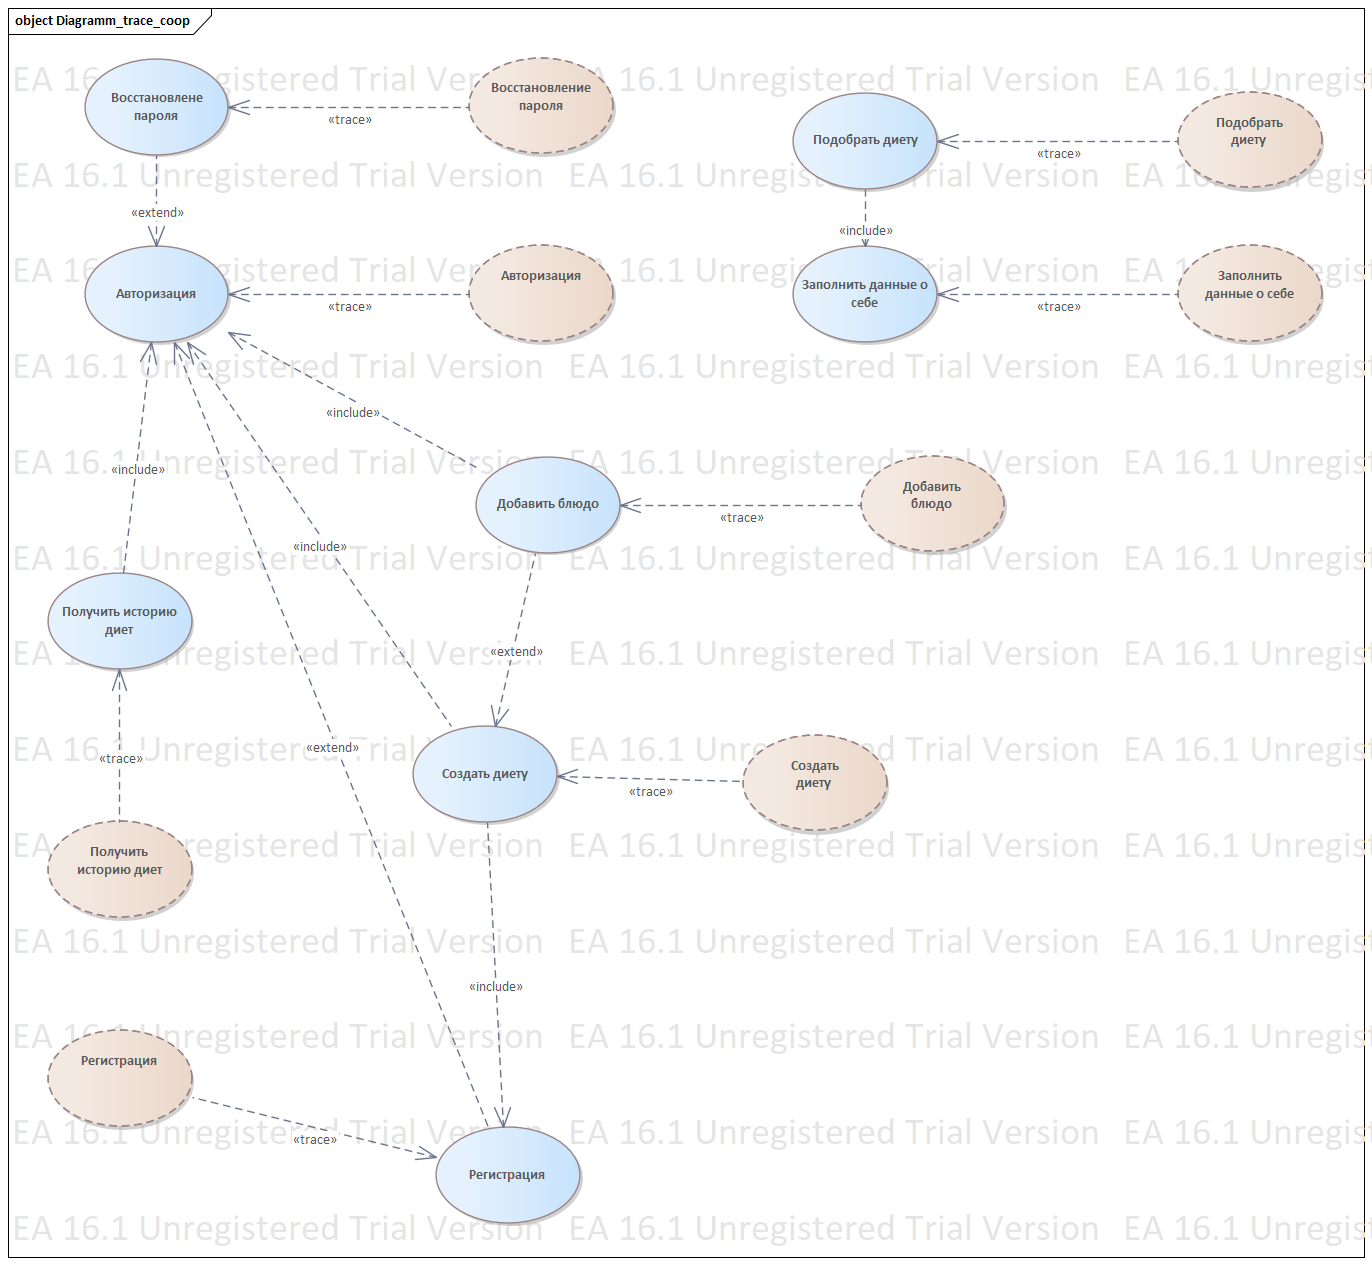 object Diagramm_trace_coop
EA 16.1 Unregistered Trial Version
Восстановлене
пароля
«trace»
Восстановление
пароля
Подобрать диету
«trace»
Подобрать
диету
«extend»
«include»
Авторизация
«trace»
Авторизация
Заполнить данные о
себе
«trace»
Заполнить
данные о себе
«include»
«include»
«include»
Добавить блюдо
«trace»
Добавить
блюдо
Получить историю
диет
«extend»
«trace»
«extend»
Создать диету
«trace»
Создать
диету
Получить
историю диет
«include»
Регистрация
«trace»
Регистрация